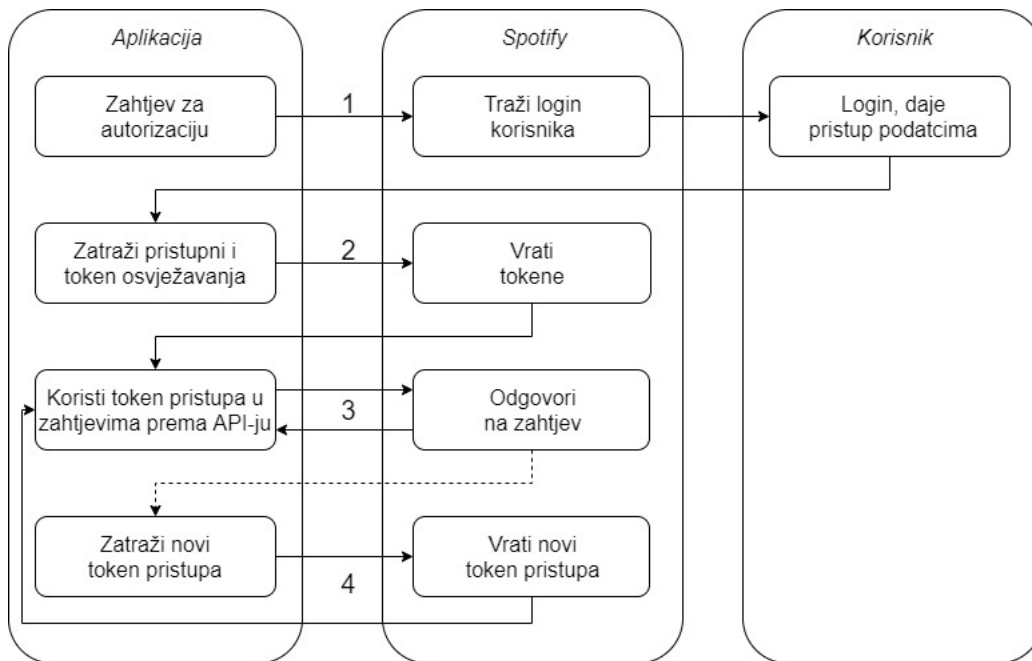 Aplikacija
Spotify
Korisnik
Zahtjev za
autorizaciju
1
Traži login
korisnika
Login, daje
pristup podatcima
Zatraži pristupni i
token osvježavanja
2
Vrati
tokene
Koristi token pristupa u
zahtjevima prema API-ju
3
Odgovori
na zahtjev
Zatraži novi
token pristupa
4
Vrati novi
token pristupa